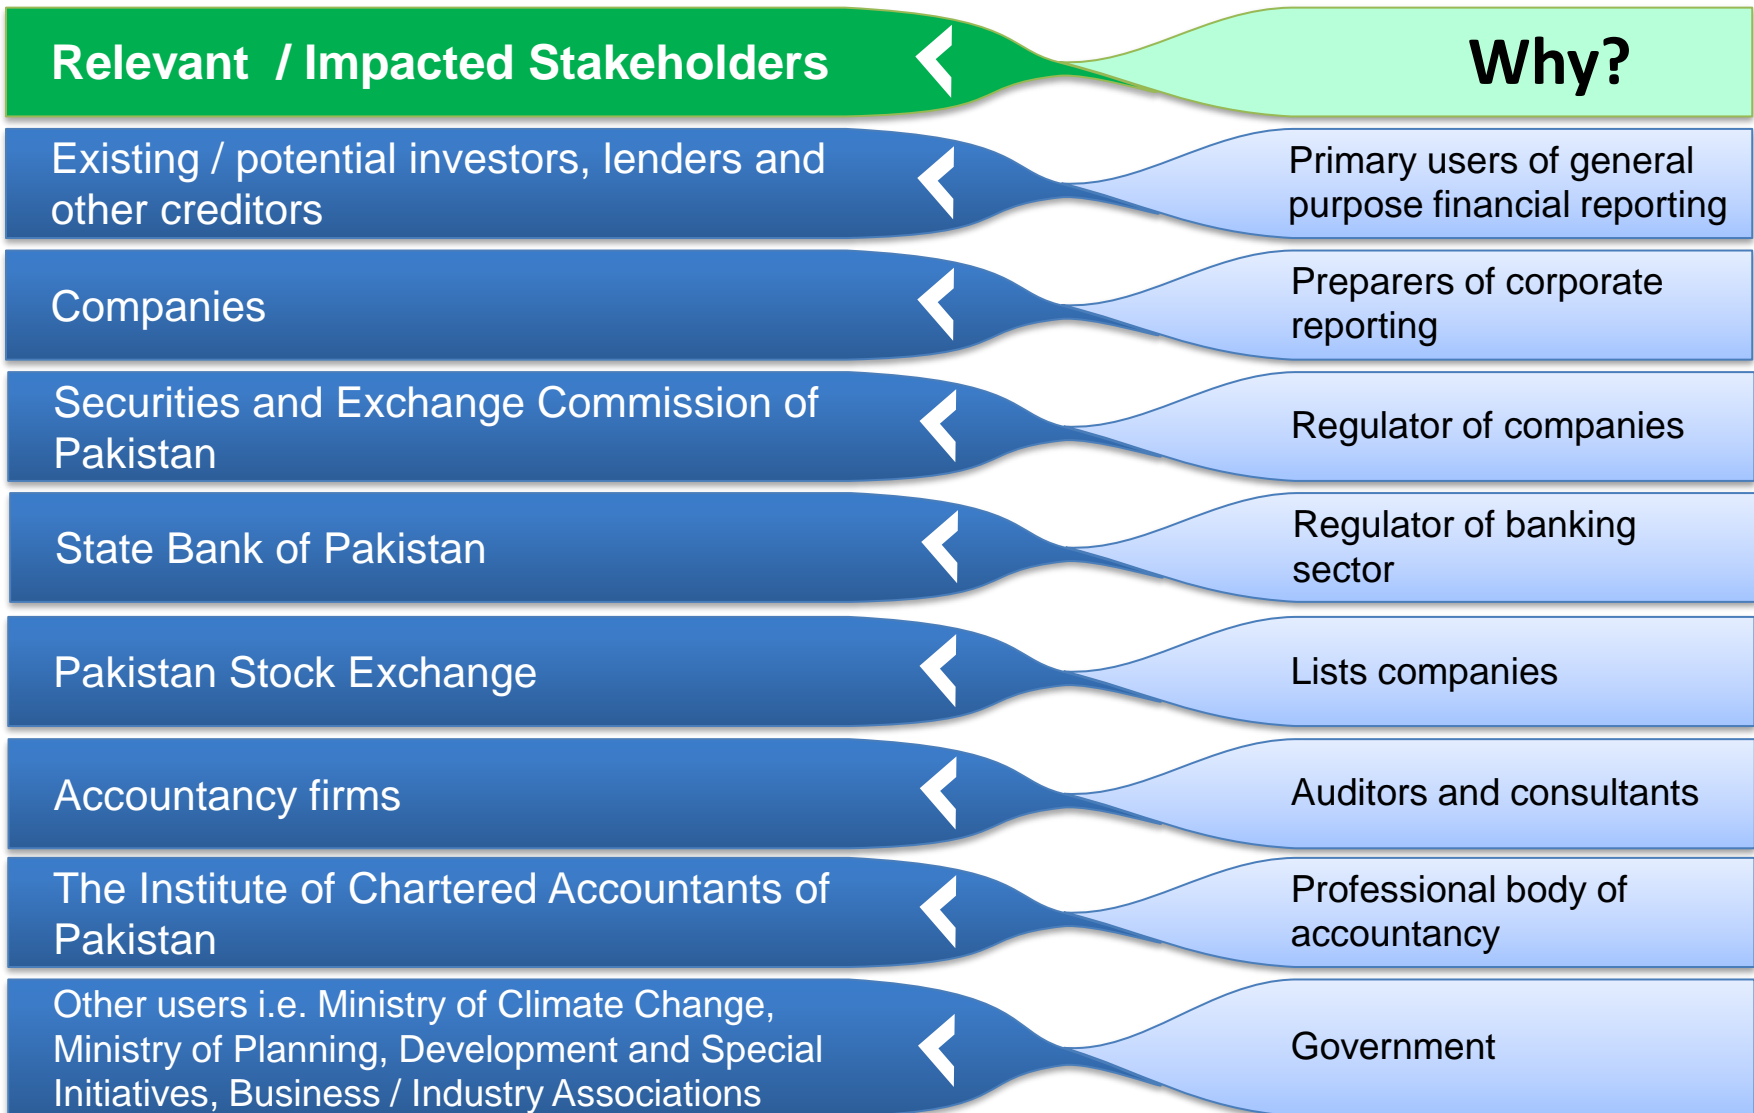 Relevant / Impacted Stakeholders
Why?
Existing / potential investors, lenders and
other creditors
Primary users of general
purpose financial reporting
Companies
Preparers of corporate
reporting
Securities and Exchange Commission of
Pakistan
Regulator of companies
State Bank of Pakistan
Regulator of banking
sector
Pakistan Stock Exchange
Lists companies
Accountancy firms
Auditors and consultants
The Institute of Chartered Accountants of
Pakistan
Professional body of
accountancy
Other users i.e. Ministry of Climate Change,
Ministry of Planning, Development and Special
Initiatives, Business / Industry Associations
Government